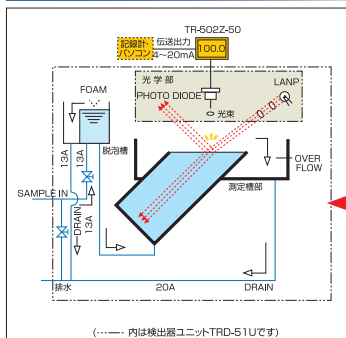 TR-502Z-50
記録計・
パソコン
伝送出力
4〜20mA
100.0
光学部
LANP
PHOTO DIODE
光束
FOAM
脱泡槽
13A
13A
OVER
FLOW
測定槽部
SAMPLE IN
DRAIN
13A
排水
20A
DRAIN
(-・-・- 内は検出器ユニットTRD-51Uです)